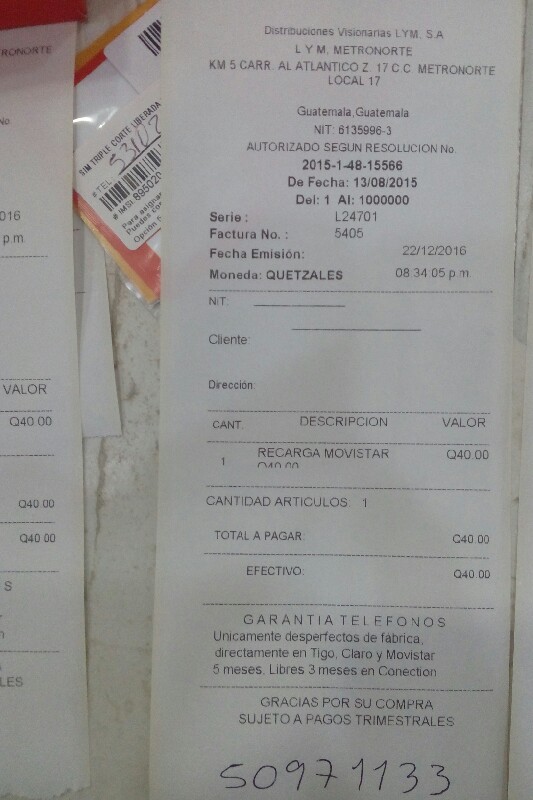 Distribuciones Visionarias LYM, S.A
L Y M, METRONORTE
KM 5 CARR. AL ATLANTICO Z. 17 C.C. METRONORTE
LOCAL 17
Guatemala,Guatemala
NIT: 6135996-3
AUTORIZADO SEGUN RESOLUCION No.
2015-1-48-15566
De Fecha: 13/08/2015
Del: 1 Al: 1000000
Serie : L24701
Factura No. : 5405
Fecha Emisión: 22/12/2016
Moneda: QUETZALES 08:34:05 p.m.
NIT:
Cliente:
Dirección:
CANT. DESCRIPCION VALOR
1 RECARGA MOVISTAR Q40.00
Q40.00
CANTIDAD ARTICULOS: 1
TOTAL A PAGAR: Q40.00
EFECTIVO: Q40.00
GARANTIA TELEFONOS
Unicamente desperfectos de fabrica,
directamente en Tigo, Claro y Movistar
5 meses. Libres 3 meses en Conection
GRACIAS POR SU COMPRA
SUJETO A PAGOS TRIMESTRALES
50971133
RONORTE
No.
016
p.m.
VALOR
Q40.00
Q40.00
Q40.00
S
n
LES
SIM TRIPLE CORTE LIBERADA
# TEL.
# IMSI 895020
Para asignar
Puedes con
Opción 5